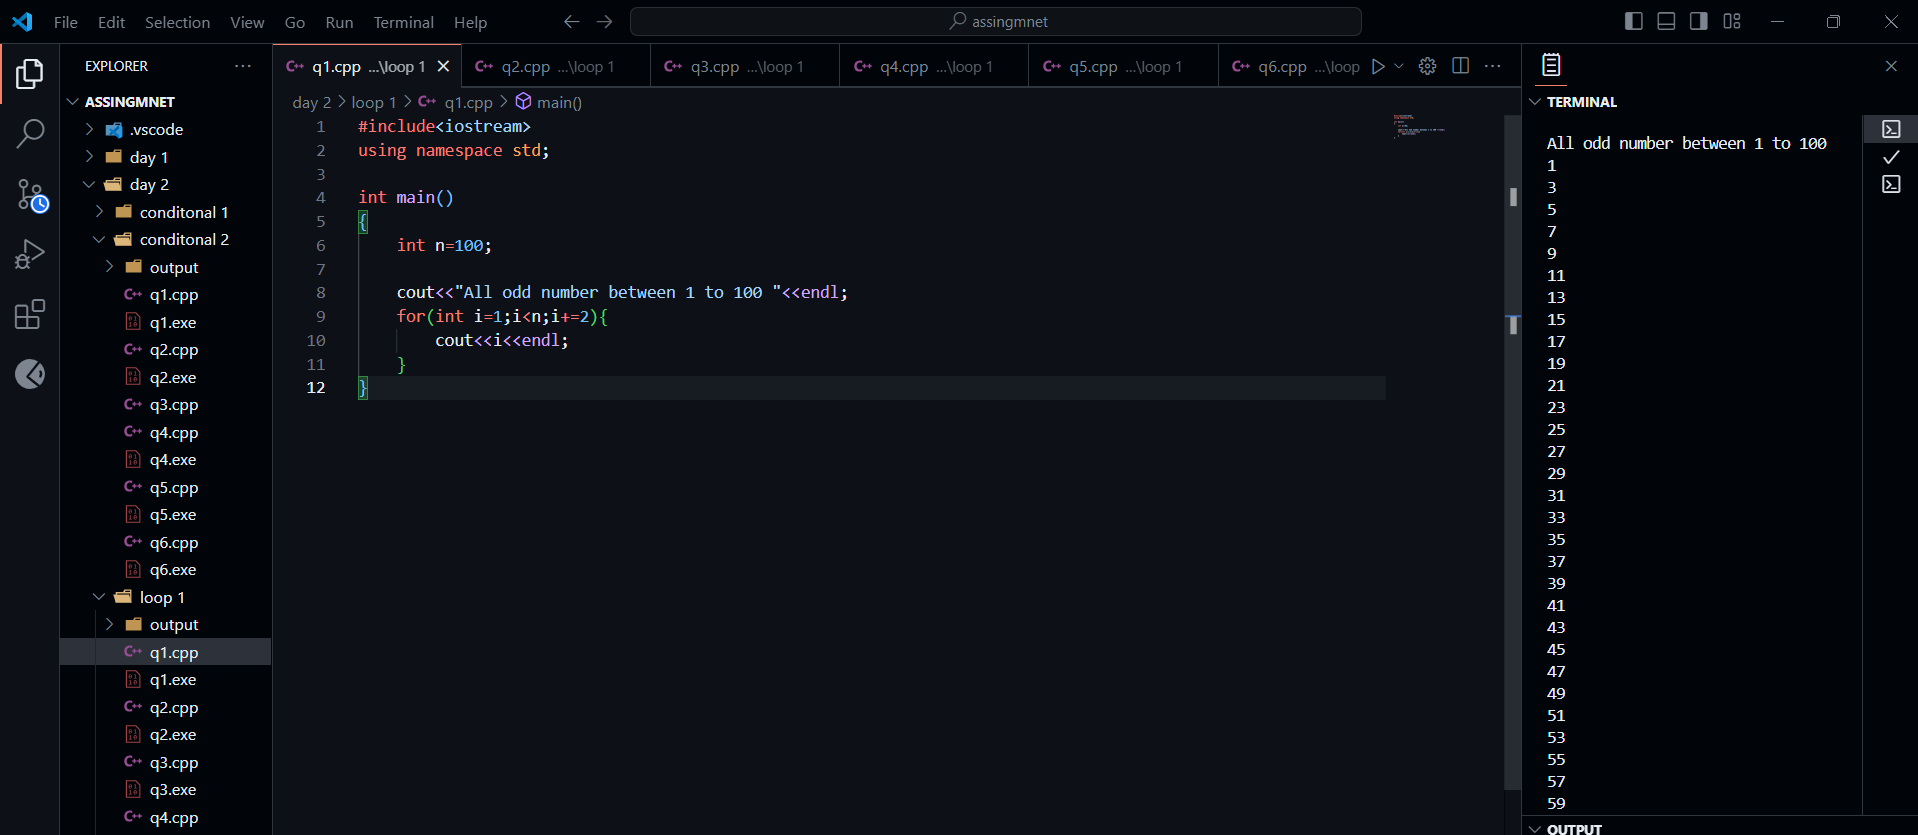 File Edit Selection View Go Run Terminal Help
assingmnet
EXPLORER
ASSINGMNET
.vscode
day 1
day 2
conditonal 1
conditonal 2
output
q1.cpp
q1.exe
q2.cpp
q2.exe
q3.cpp
q4.cpp
q4.exe
q5.cpp
q5.exe
q6.cpp
q6.exe
loop 1
output
q1.cpp
q1.exe
q2.cpp
q2.exe
q3.cpp
q3.exe
q4.cpp
q1.cpp ...\loop 1 q2.cpp ...\loop 1 q3.cpp ...\loop 1 q4.cpp ...\loop 1 q5.cpp ...\loop 1 q6.cpp ...\loop
day 2 > loop 1 > q1.cpp > main()
1 #include<iostream>
2 using namespace std;
3
4 int main()
5 {
6     int n=100;
7
8     cout<<"All odd number between 1 to 100 "<<endl;
9     for(int i=1;i<n;i+=2){
10         cout<<i<<endl;
11     }
12 }
TERMINAL
All odd number between 1 to 100
1
3
5
7
9
11
13
15
17
19
21
23
25
27
29
31
33
35
37
39
41
43
45
47
49
51
53
55
57
59
OUTPUT